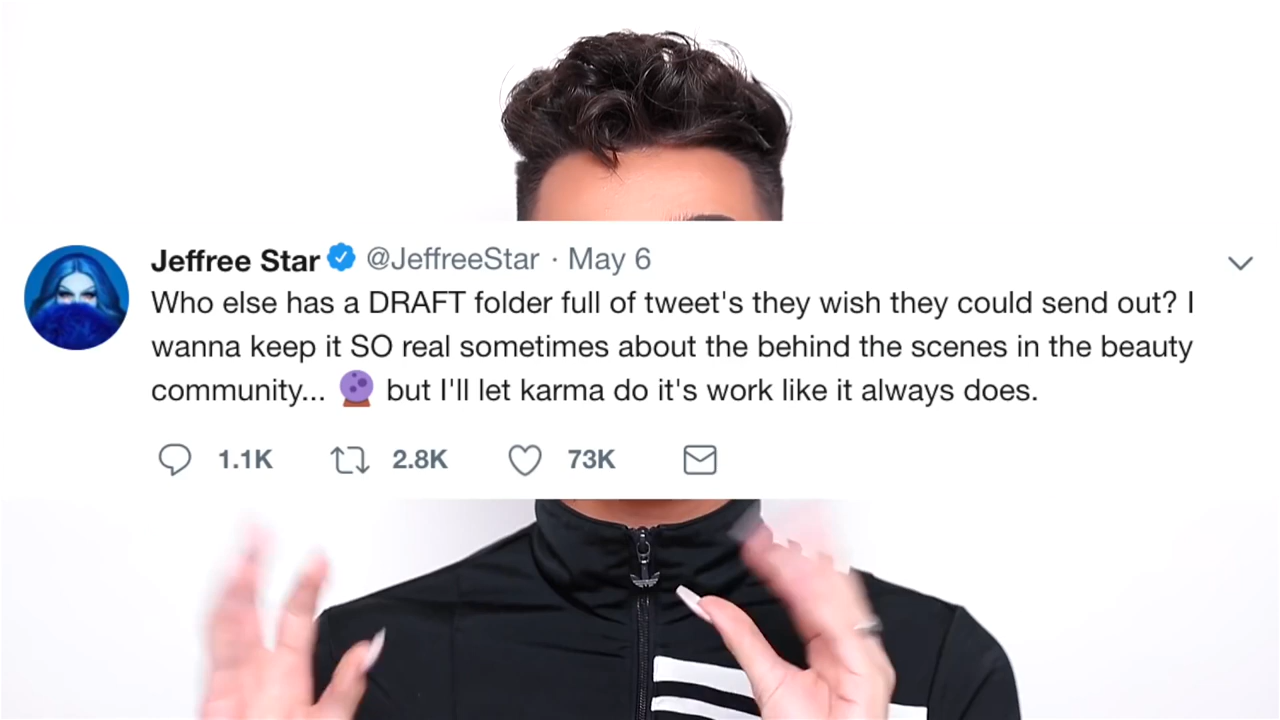 Jeffree Star @JeffreeStar · May 6
Who else has a DRAFT folder full of tweet's they wish they could send out? I
wanna keep it SO real sometimes about the behind the scenes in the beauty
community... 🔮 but I'll let karma do it's work like it always does.
1.1K 2.8K 73K